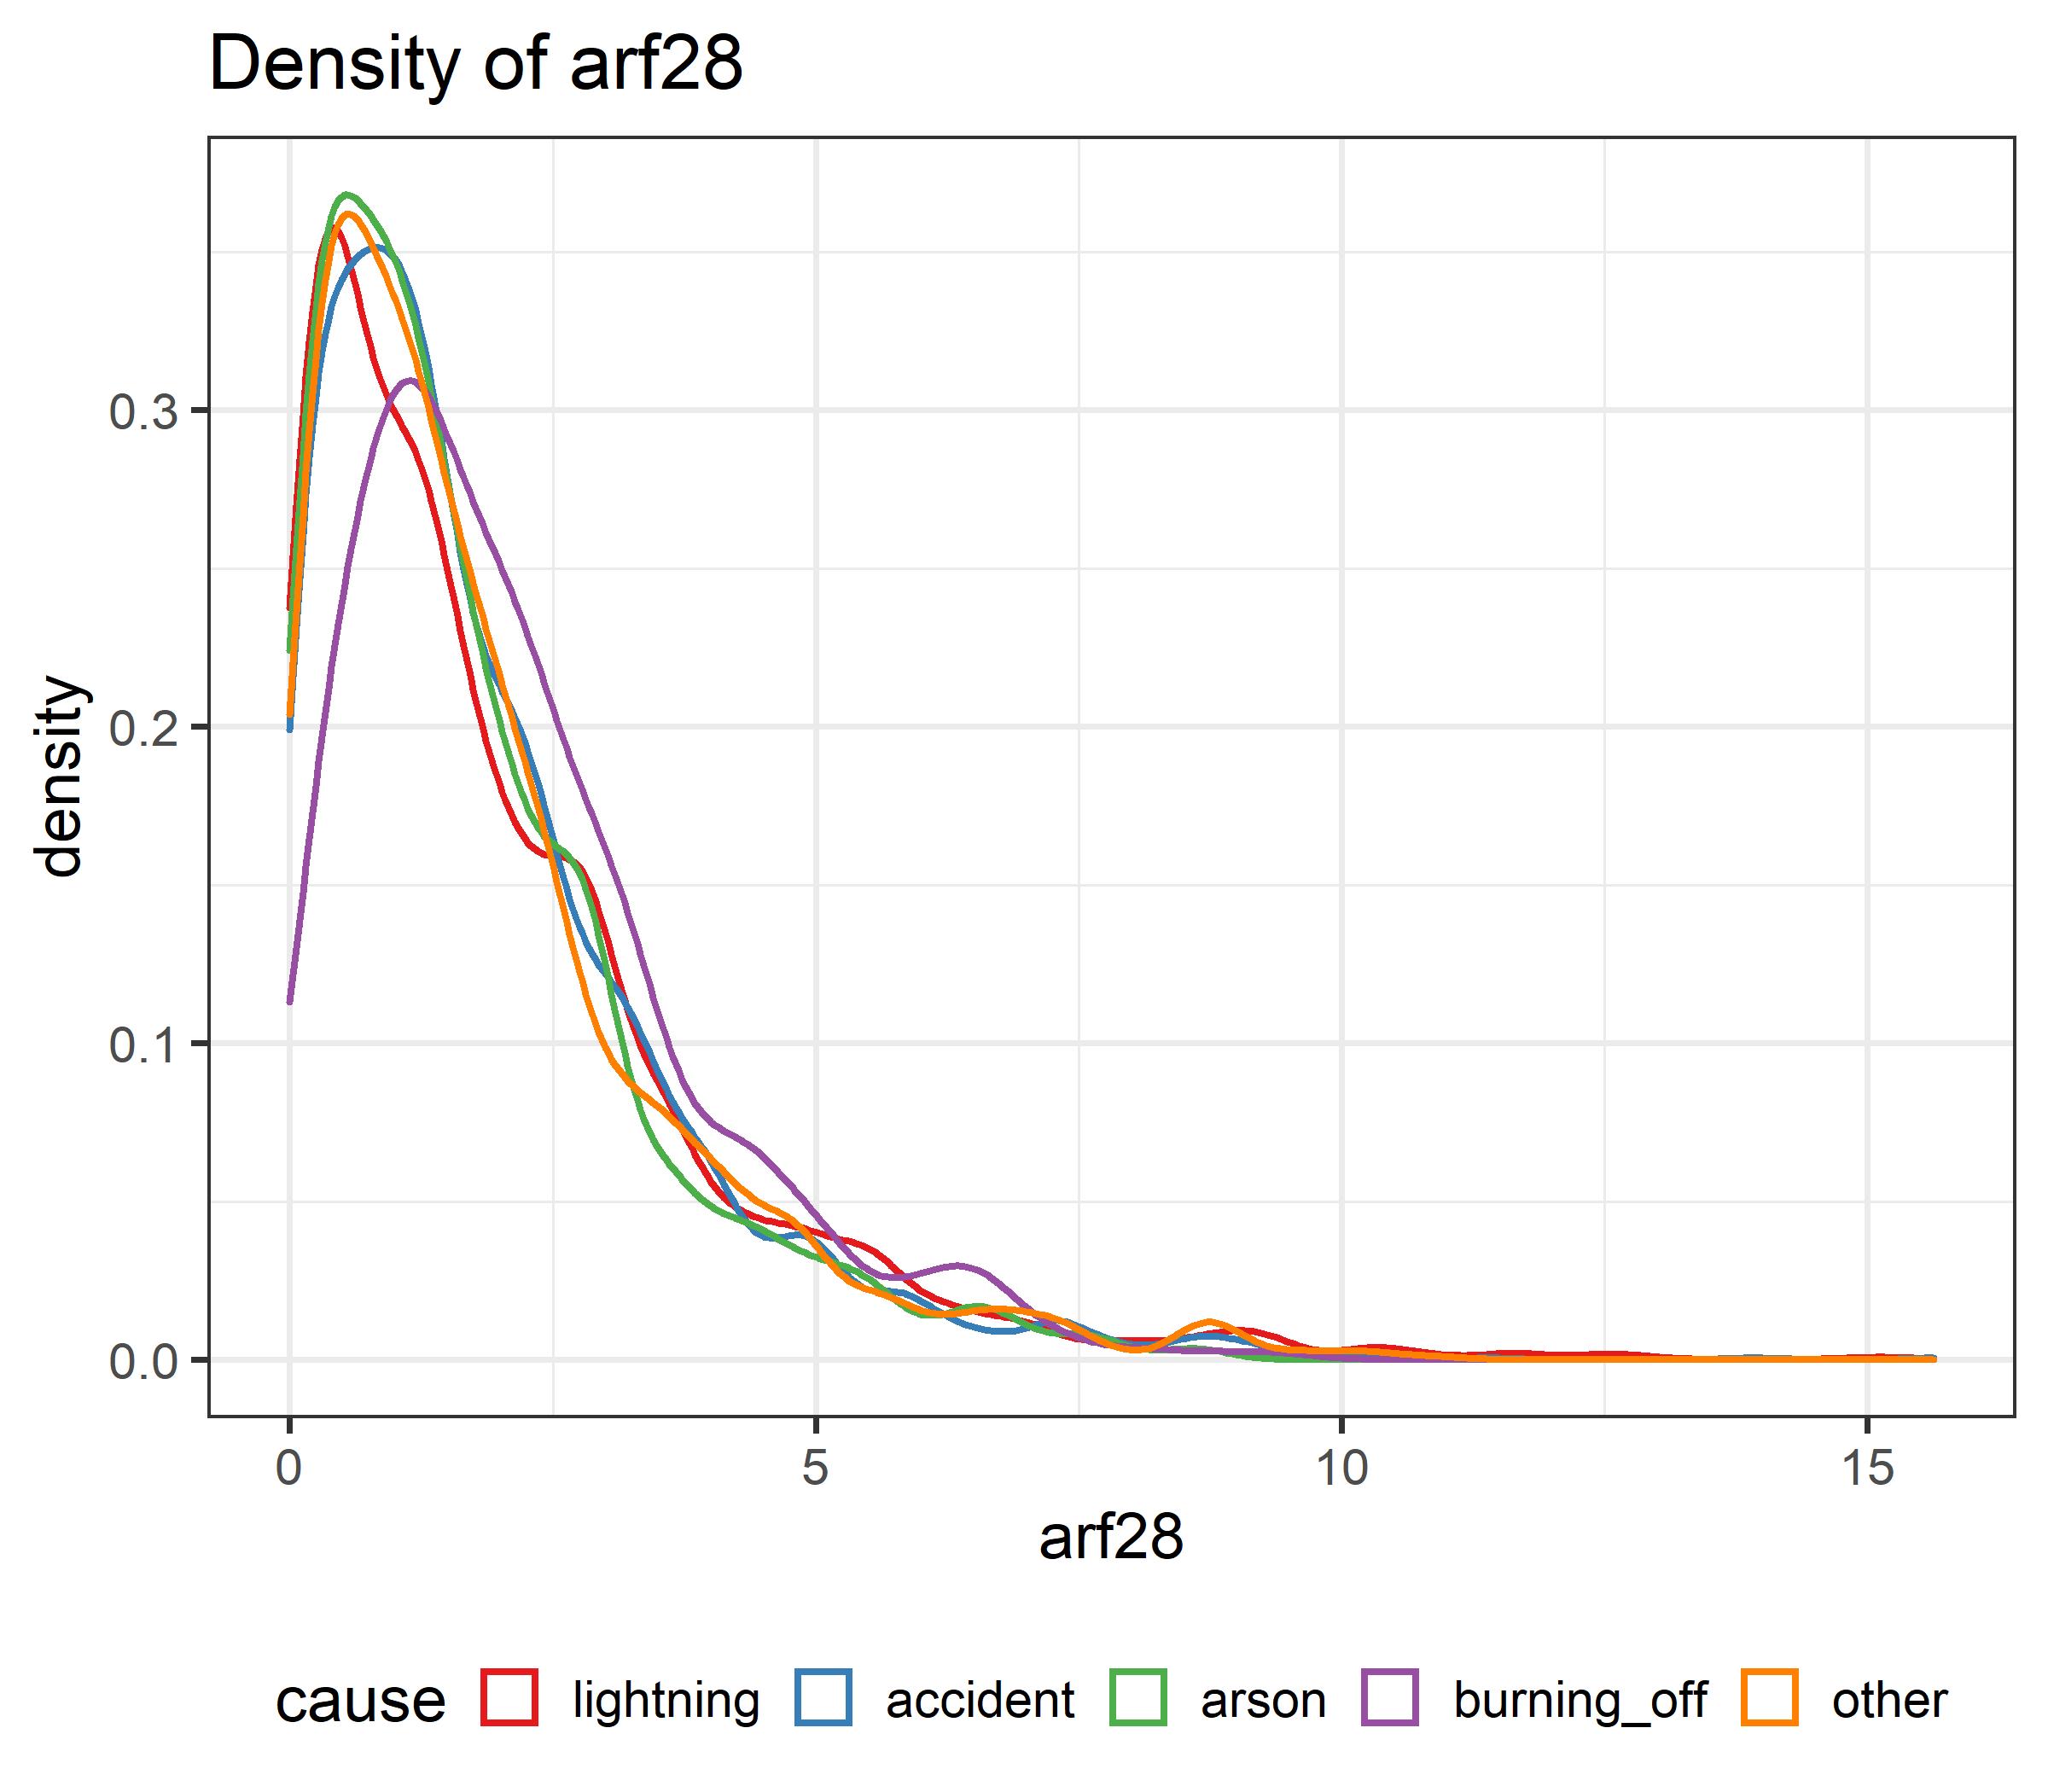 Density of arf28
density
0.3
0.2
0.1
0.0
0 5 10 15
arf28
cause lightning accident arson burning_off other